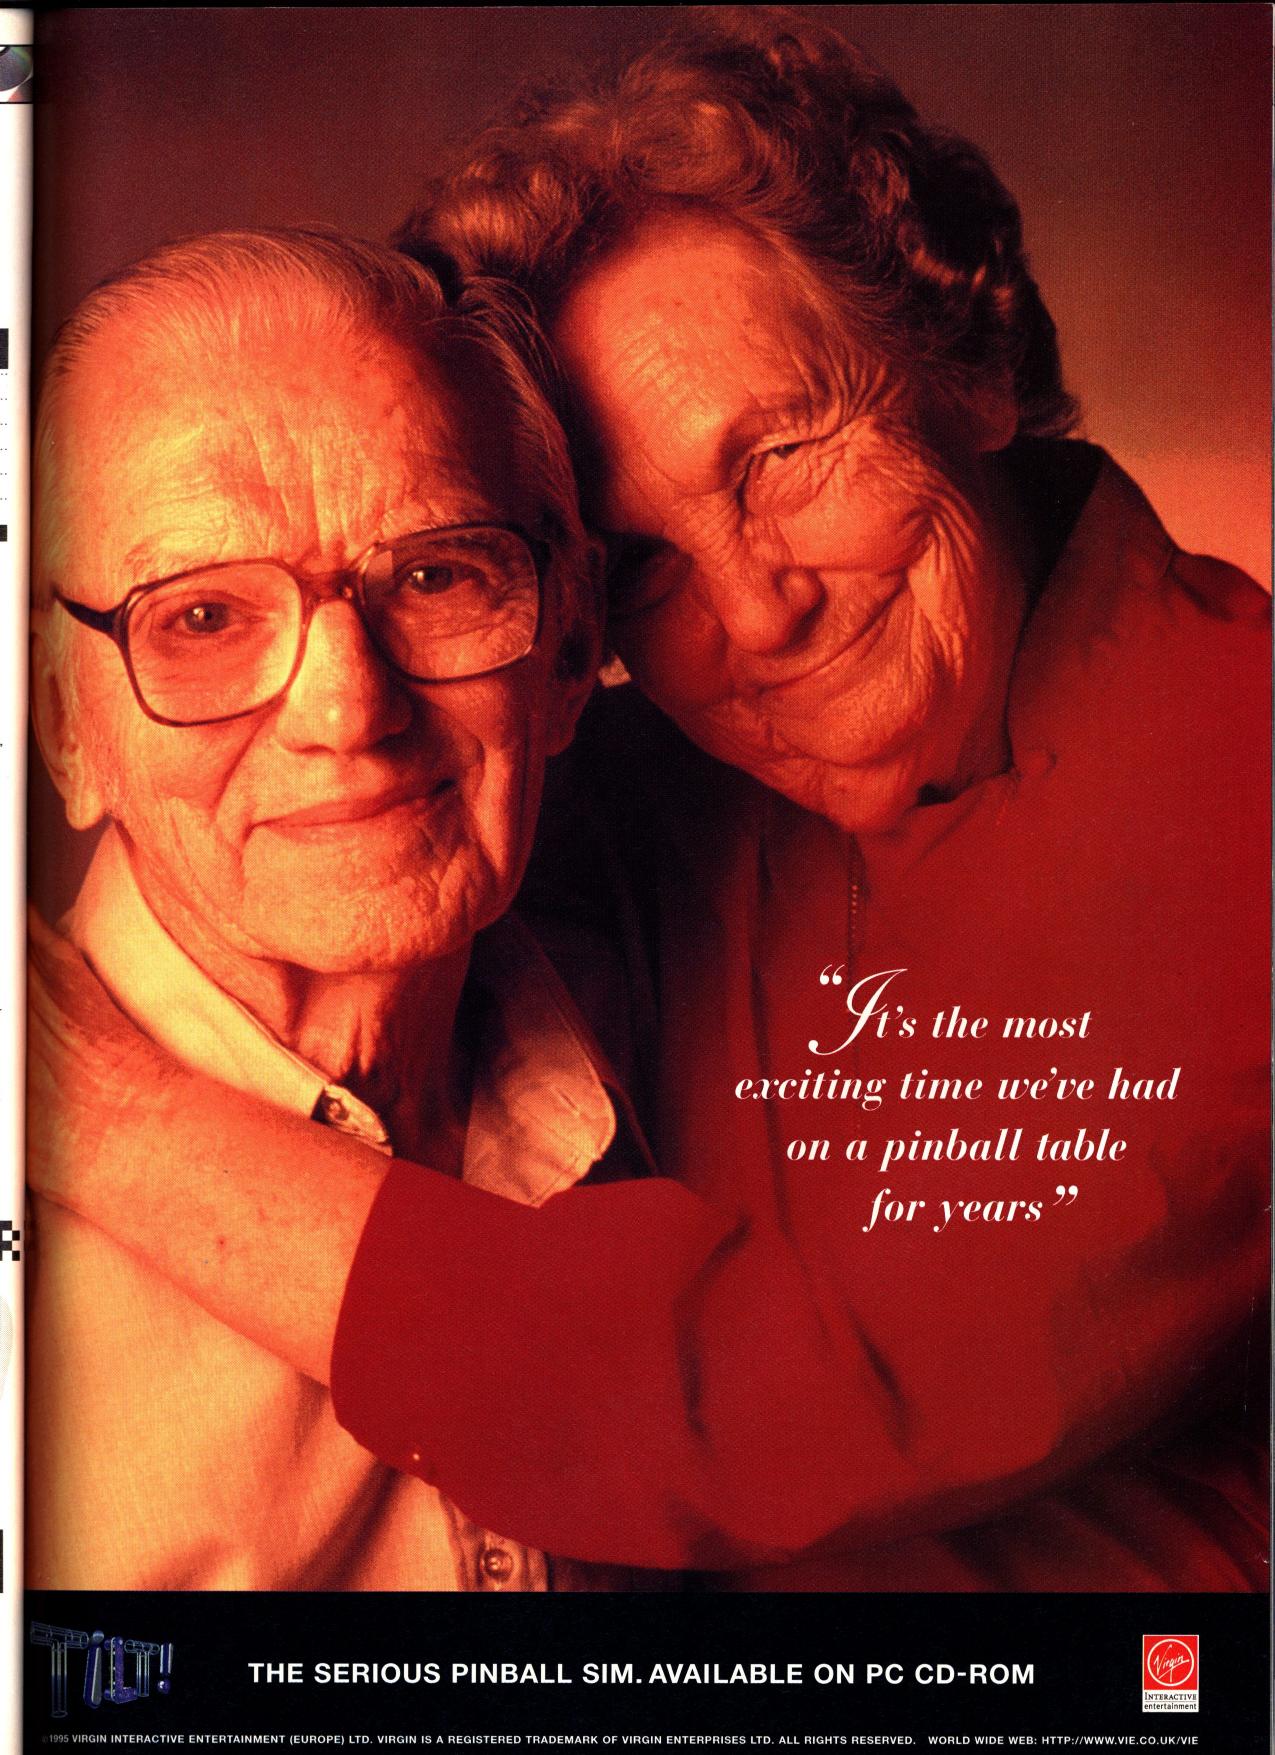 “It’s the most
exciting time we’ve had
on a pinball table
for years”
TiLT!
THE SERIOUS PINBALL SIM. AVAILABLE ON PC CD-ROM
Virgin
INTERACTIVE
entertainment
©1995 VIRGIN INTERACTIVE ENTERTAINMENT (EUROPE) LTD. VIRGIN IS A REGISTERED TRADEMARK OF VIRGIN ENTERPRISES LTD. ALL RIGHTS RESERVED. WORLD WIDE WEB: HTTP://WWW.VIE.CO.UK/VIE